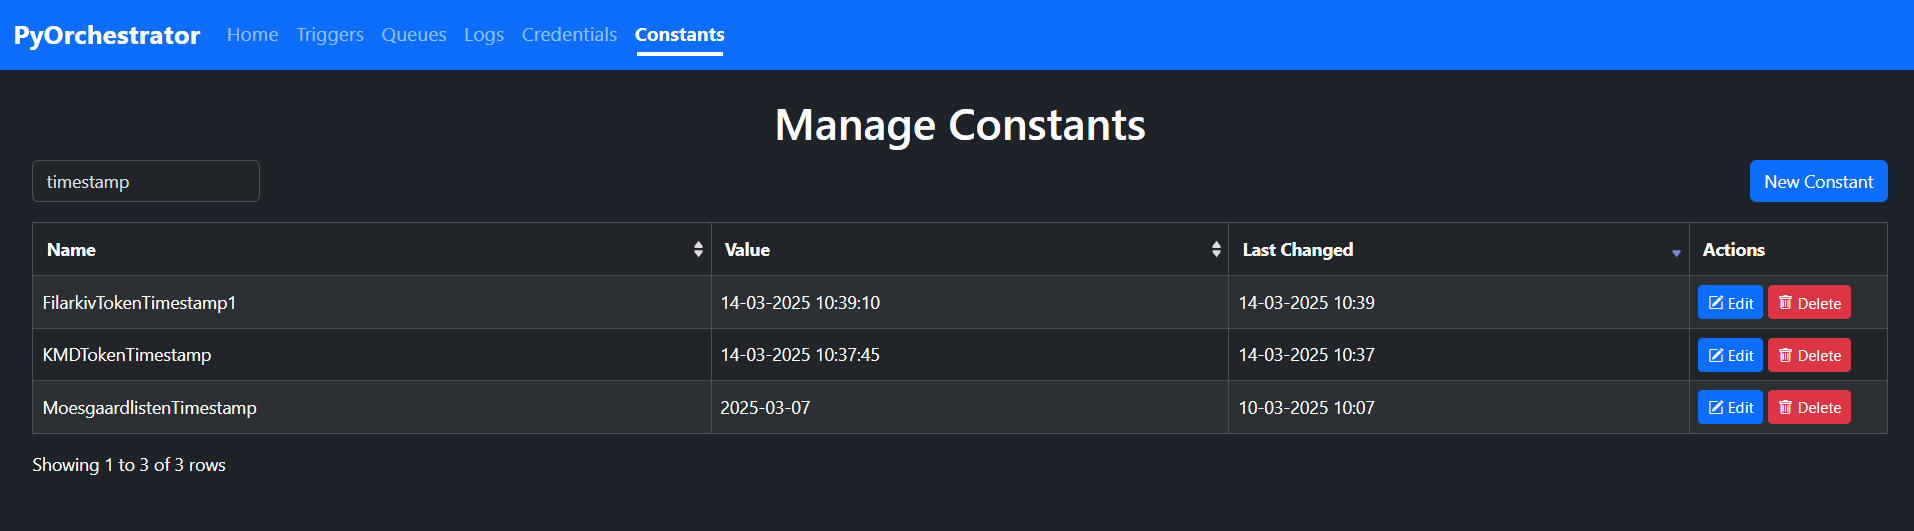 PyOrchestrator Home Triggers Queues Logs Credentials Constants
Manage Constants
timestamp New Constant
Name Value Last Changed Actions
FilarkivTokenTimestamp1 14-03-2025 10:39:10 14-03-2025 10:39 Edit Delete
KMDTokenTimestamp 14-03-2025 10:37:45 14-03-2025 10:37 Edit Delete
MoesgaardlistenTimestamp 2025-03-07 10-03-2025 10:07 Edit Delete
Showing 1 to 3 of 3 rows